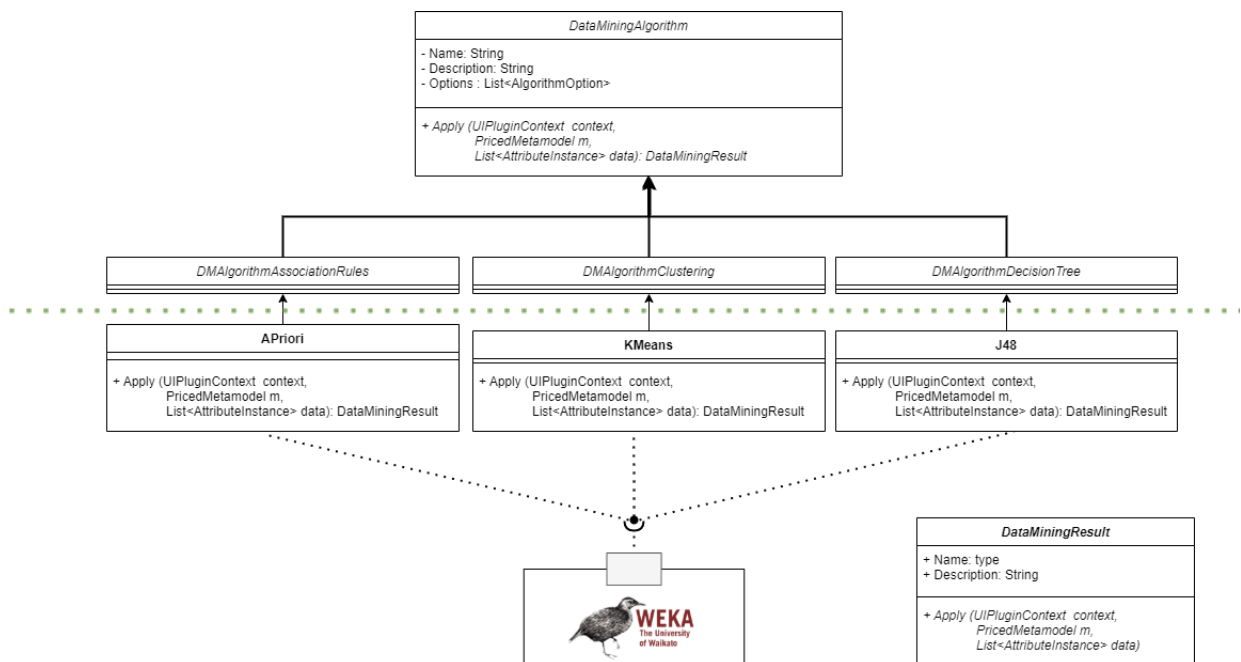 DataMiningAlgorithm
- Name: String
- Description: String
- Options : List<AlgorithmOption>
+ Apply (UIPluginContext context,
PricedMetamodel m,
List<AttributeInstance> data): DataMiningResult
DMAlgorithmAssociationRules
DMAlgorithmClustering
DMAlgorithmDecisionTree
APriori
+ Apply (UIPluginContext context,
PricedMetamodel m,
List<AttributeInstance> data): DataMiningResult
KMeans
+ Apply (UIPluginContext context,
PricedMetamodel m,
List<AttributeInstance> data): DataMiningResult
J48
+ Apply (UIPluginContext context,
PricedMetamodel m,
List<AttributeInstance> data): DataMiningResult
WEKA
The University
of Waikato
DataMiningResult
+ Name: type
+ Description: String
+ Apply (UIPluginContext context,
PricedMetamodel m,
List<AttributeInstance> data)